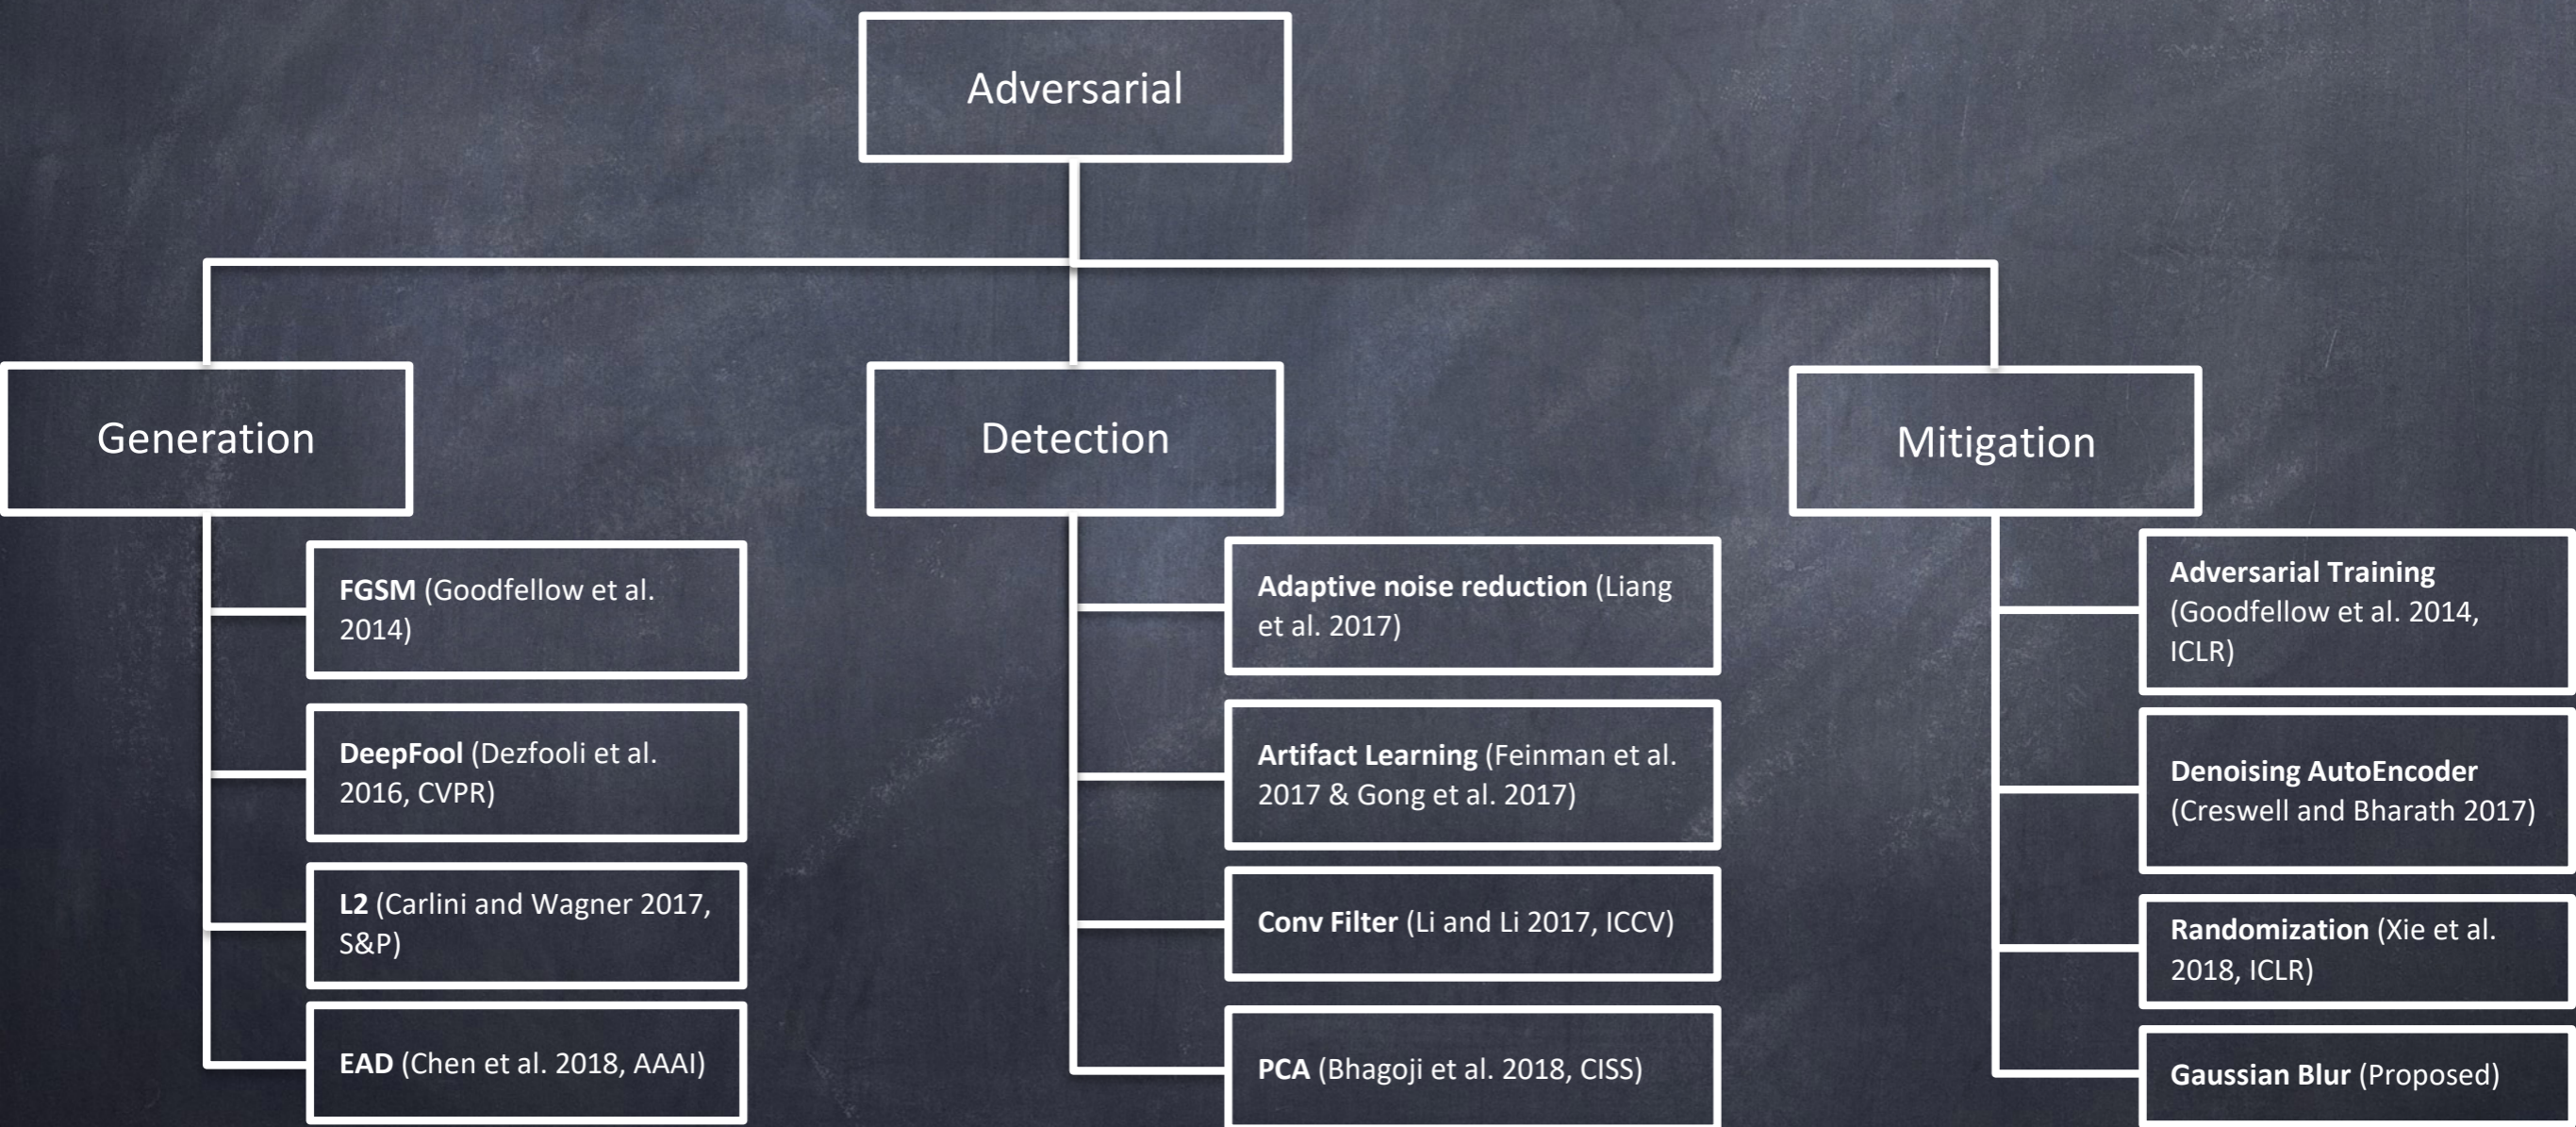 Adversarial
Generation
FGSM (Goodfellow et al.
2014)
DeepFool (Dezfooli et al.
2016, CVPR)
L2 (Carlini and Wagner 2017,
S&P)
EAD (Chen et al. 2018, AAAI)
Detection
Adaptive noise reduction (Liang
et al. 2017)
Artifact Learning (Feinman et al.
2017 & Gong et al. 2017)
Conv Filter (Li and Li 2017, ICCV)
PCA (Bhagoji et al. 2018, CISS)
Mitigation
Adversarial Training
(Goodfellow et al. 2014,
ICLR)
Denoising AutoEncoder
(Creswell and Bharath 2017)
Randomization (Xie et al.
2018, ICLR)
Gaussian Blur (Proposed)